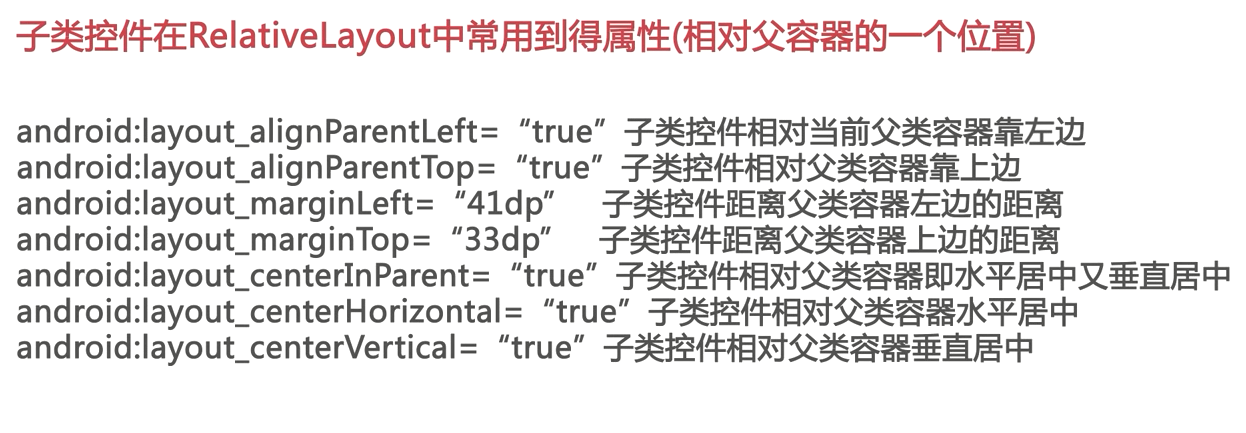 子类控件在RelativeLayout中常用到得属性(相对父容器的一个位置)
android:layout_alignParentLeft=“true”子类控件相对当前父类容器靠左边
android:layout_alignParentTop=“true”子类控件相对父类容器靠上边
android:layout_marginLeft=“41dp” 子类控件距离父类容器左边的距离
android:layout_marginTop=“33dp” 子类控件距离父类容器上边的距离
android:layout_centerInParent=“true”子类控件相对父类容器即水平居中又垂直居中
android:layout_centerHorizontal=“true”子类控件相对父类容器水平居中
android:layout_centerVertical=“true”子类控件相对父类容器垂直居中